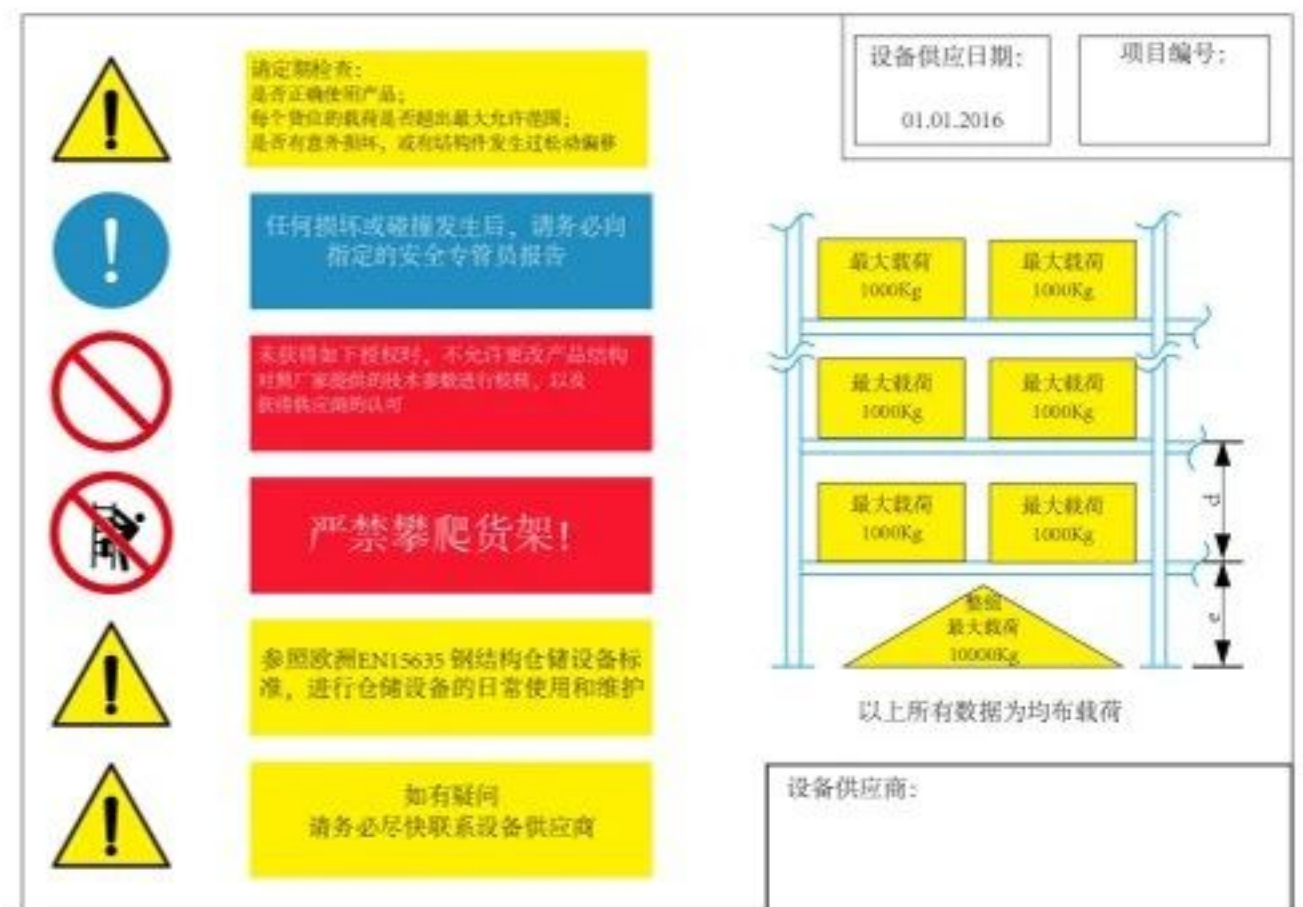 请定期检查：
是否正确使用产品；
每个货位的载荷是否超出最大允许范围；
是否有意外损坏，或有结构件发生过松动偏移
任何损坏或碰撞发生后，请务必向
指定的安全专管员报告
未获得如下授权时，不允许更改产品结构
对照厂家提供的技术参数进行校核，以及
获得供应商的认可
严禁攀爬货架！
参照欧洲EN15635 钢结构仓储设备标
准，进行仓储设备的日常使用和维护
如有疑问
请务必尽快联系设备供应商
设备供应日期：
01.01.2016
项目编号：
最大载荷
1000Kg
最大载荷
1000Kg
最大载荷
1000Kg
最大载荷
1000Kg
最大载荷
1000Kg
最大载荷
1000Kg
最大载荷
10000Kg
以上所有数据为均布载荷
设备供应商：